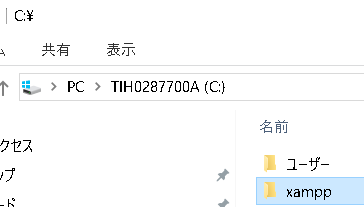 C:¥
共有 表示
PC > TIH0287700A (C:)
クセス
名前
ユーザー
ップ
xampp
ード